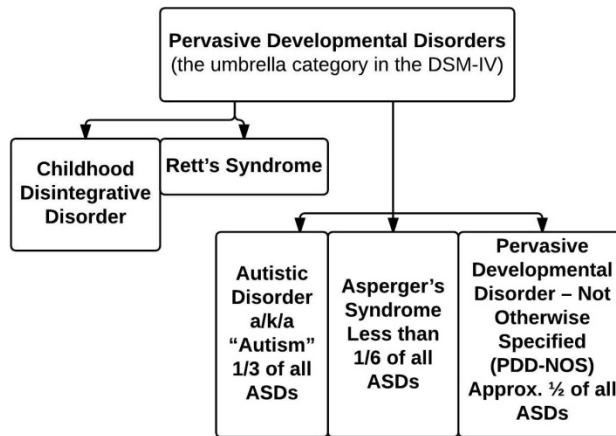 Pervasive Developmental Disorders
(the umbrella category in the DSM-IV)
Childhood
Disintegrative
Disorder
Rett’s Syndrome
Autistic
Disorder
a/k/a
“Autism”
1/3 of all
ASDs
Asperger’s
Syndrome
Less than
1/6 of all
ASDs
Pervasive
Developmental
Disorder – Not
Otherwise
Specified
(PDD-NOS)
Approx. ½ of all
ASDs